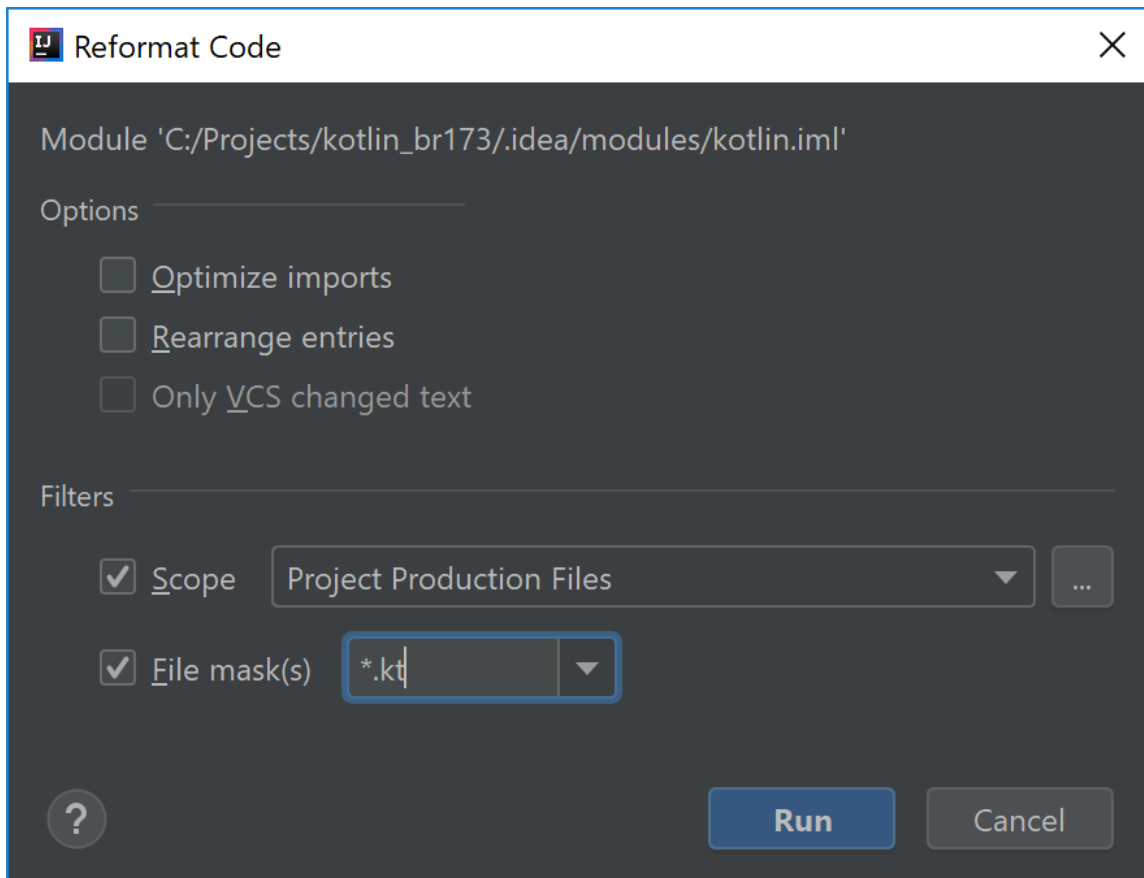 IJ
Reformat Code
Module 'C:/Projects/kotlin_br173/.idea/modules/kotlin.iml'
Options
Optimize imports
Rearrange entries
Only VCS changed text
Filters
Scope Project Production Files ...
File mask(s) *.kt
? Run Cancel